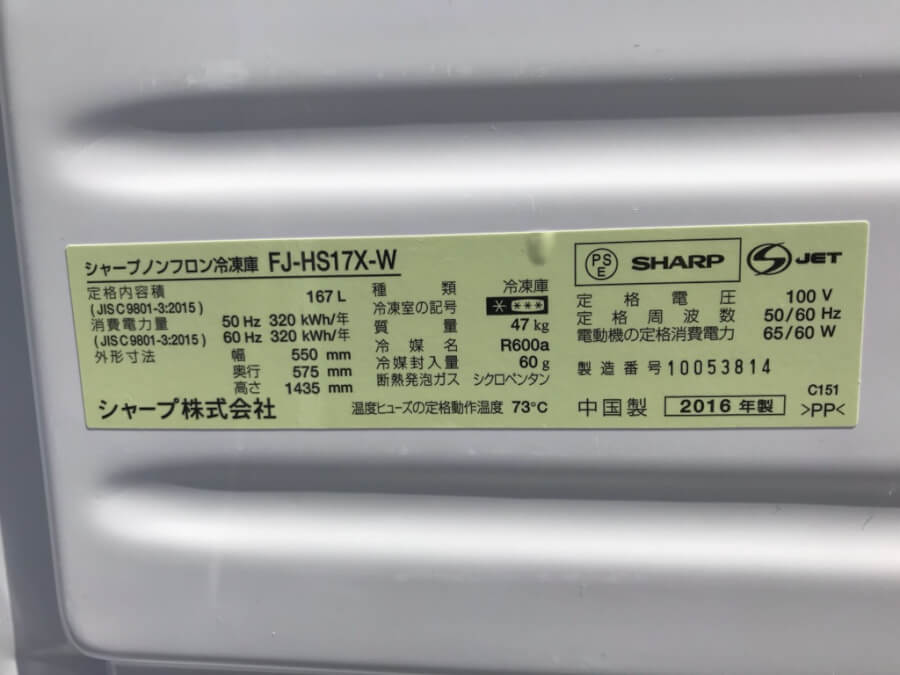 シャープノンフロン冷凍庫 FJ-HS17X-W
定格内容積 167 L
(JIS C 9801-3:2015)
消費電力量 50 Hz 320 kWh/年
(JIS C 9801-3:2015) 60 Hz 320 kWh/年
外形寸法 幅 550 mm
奥行 575 mm
高さ 1435 mm
シャープ株式会社
種類 冷凍庫
冷凍室の記号 * ***
質量 47 kg
冷媒名 R600a
冷媒封入量 60 g
断熱発泡ガス シクロペンタン
温度ヒューズの定格動作温度 73°C
PS E SHARP S JET
定格電圧 100 V
定格周波数 50/60 Hz
電動機の定格消費電力 65/60 W
製造番号 10053814
C151
中国製 2016 年製 >PP<